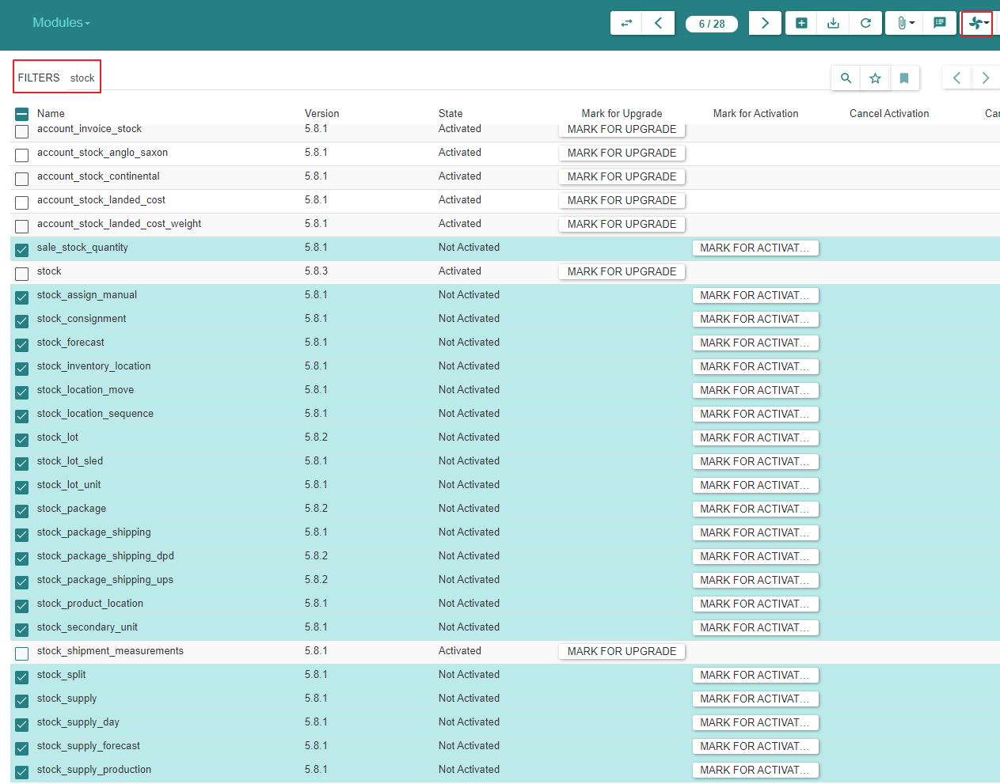 Modules
6 / 28
FILTERS stock
Name Version State Mark for Upgrade Mark for Activation Cancel Activation Ca
account_invoice_stock 5.8.1 Activated MARK FOR UPGRADE
account_stock_anglo_saxon 5.8.1 Activated MARK FOR UPGRADE
account_stock_continental 5.8.1 Activated MARK FOR UPGRADE
account_stock_landed_cost 5.8.1 Activated MARK FOR UPGRADE
account_stock_landed_cost_weight 5.8.1 Activated MARK FOR UPGRADE
sale_stock_quantity 5.8.1 Not Activated MARK FOR ACTIVAT...
stock 5.8.3 Activated MARK FOR UPGRADE
stock_assign_manual 5.8.1 Not Activated MARK FOR ACTIVAT...
stock_consignment 5.8.1 Not Activated MARK FOR ACTIVAT...
stock_forecast 5.8.1 Not Activated MARK FOR ACTIVAT...
stock_inventory_location 5.8.1 Not Activated MARK FOR ACTIVAT...
stock_location_move 5.8.1 Not Activated MARK FOR ACTIVAT...
stock_location_sequence 5.8.1 Not Activated MARK FOR ACTIVAT...
stock_lot 5.8.2 Not Activated MARK FOR ACTIVAT...
stock_lot_sled 5.8.1 Not Activated MARK FOR ACTIVAT...
stock_lot_unit 5.8.1 Not Activated MARK FOR ACTIVAT...
stock_package 5.8.2 Not Activated MARK FOR ACTIVAT...
stock_package_shipping 5.8.1 Not Activated MARK FOR ACTIVAT...
stock_package_shipping_dpd 5.8.2 Not Activated MARK FOR ACTIVAT...
stock_package_shipping_ups 5.8.2 Not Activated MARK FOR ACTIVAT...
stock_product_location 5.8.1 Not Activated MARK FOR ACTIVAT...
stock_secondary_unit 5.8.1 Not Activated MARK FOR ACTIVAT...
stock_shipment_measurements 5.8.1 Activated MARK FOR UPGRADE
stock_split 5.8.1 Not Activated MARK FOR ACTIVAT...
stock_supply 5.8.1 Not Activated MARK FOR ACTIVAT...
stock_supply_day 5.8.1 Not Activated MARK FOR ACTIVAT...
stock_supply_forecast 5.8.1 Not Activated MARK FOR ACTIVAT...
stock_supply_production 5.8.1 Not Activated MARK FOR ACTIVAT...